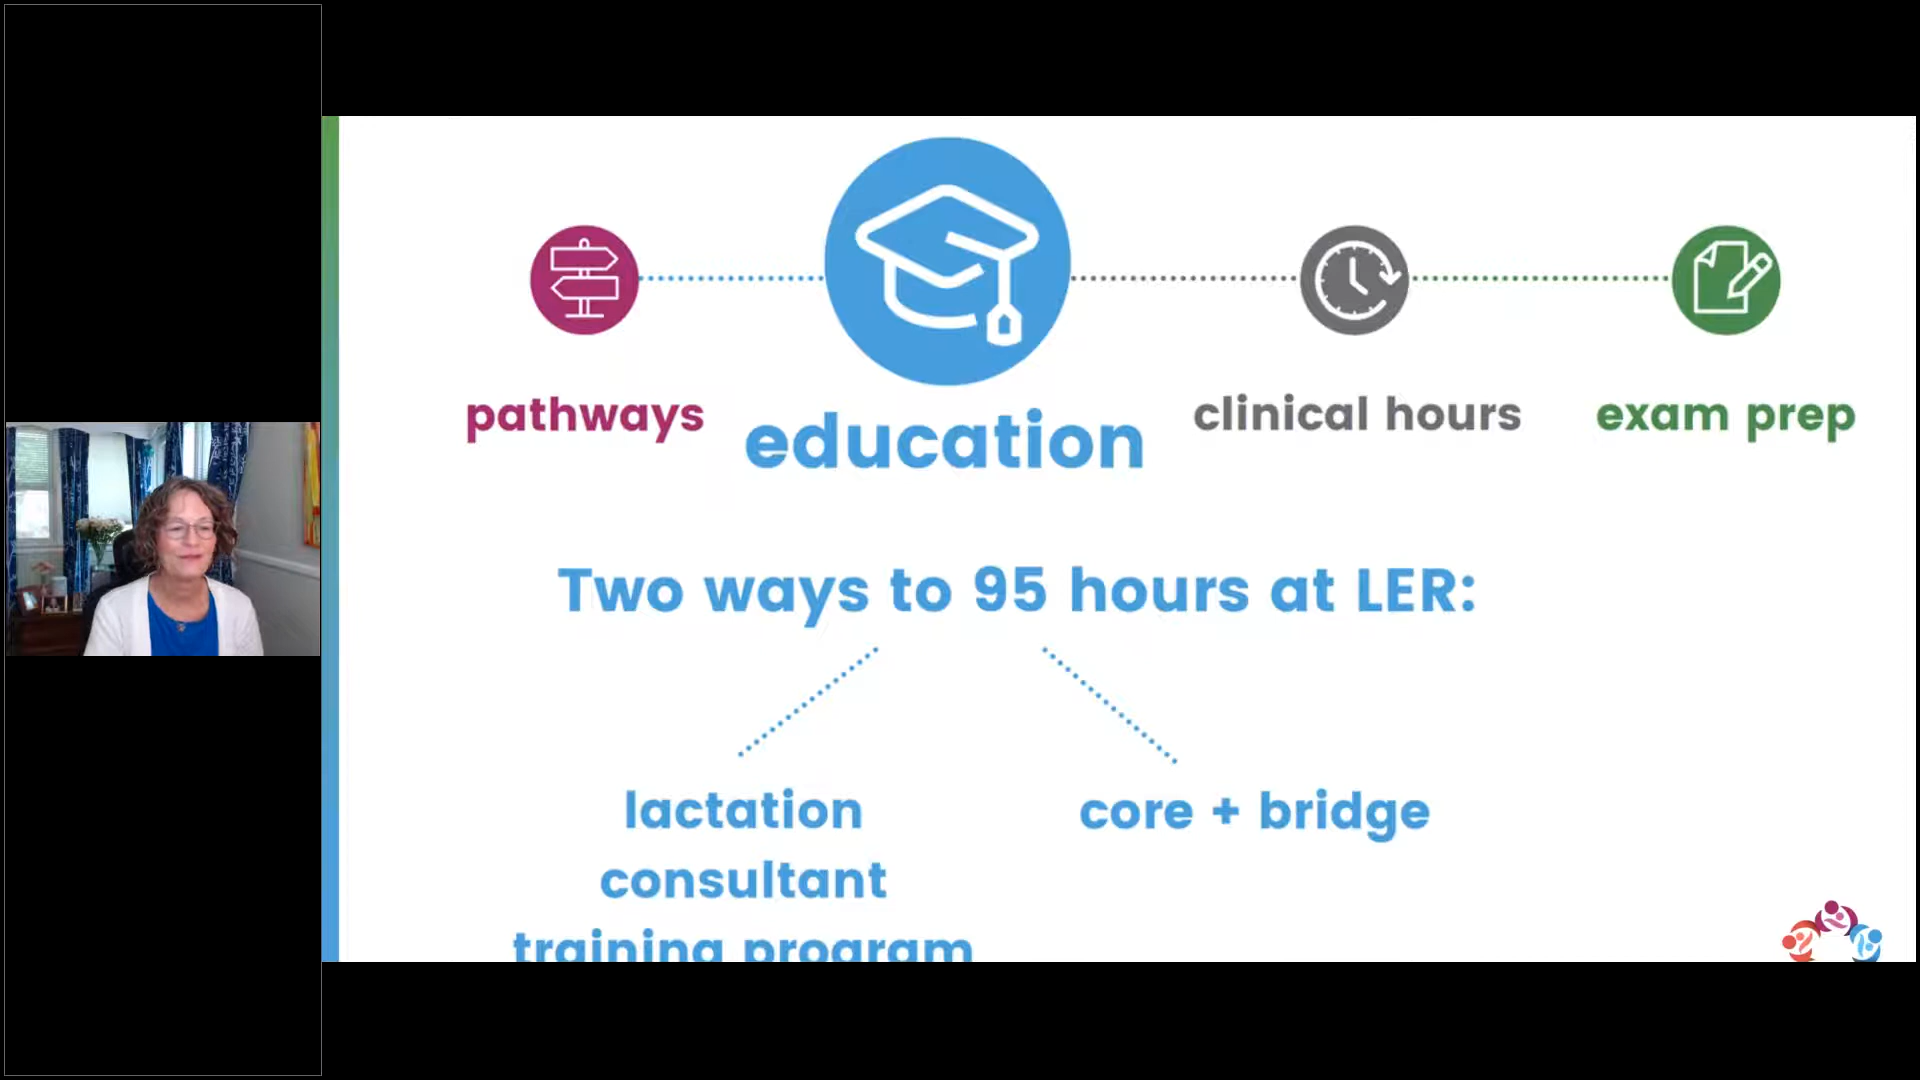 pathways
education
clinical hours
exam prep
Two ways to 95 hours at LER:
lactation
consultant
training program
core + bridge